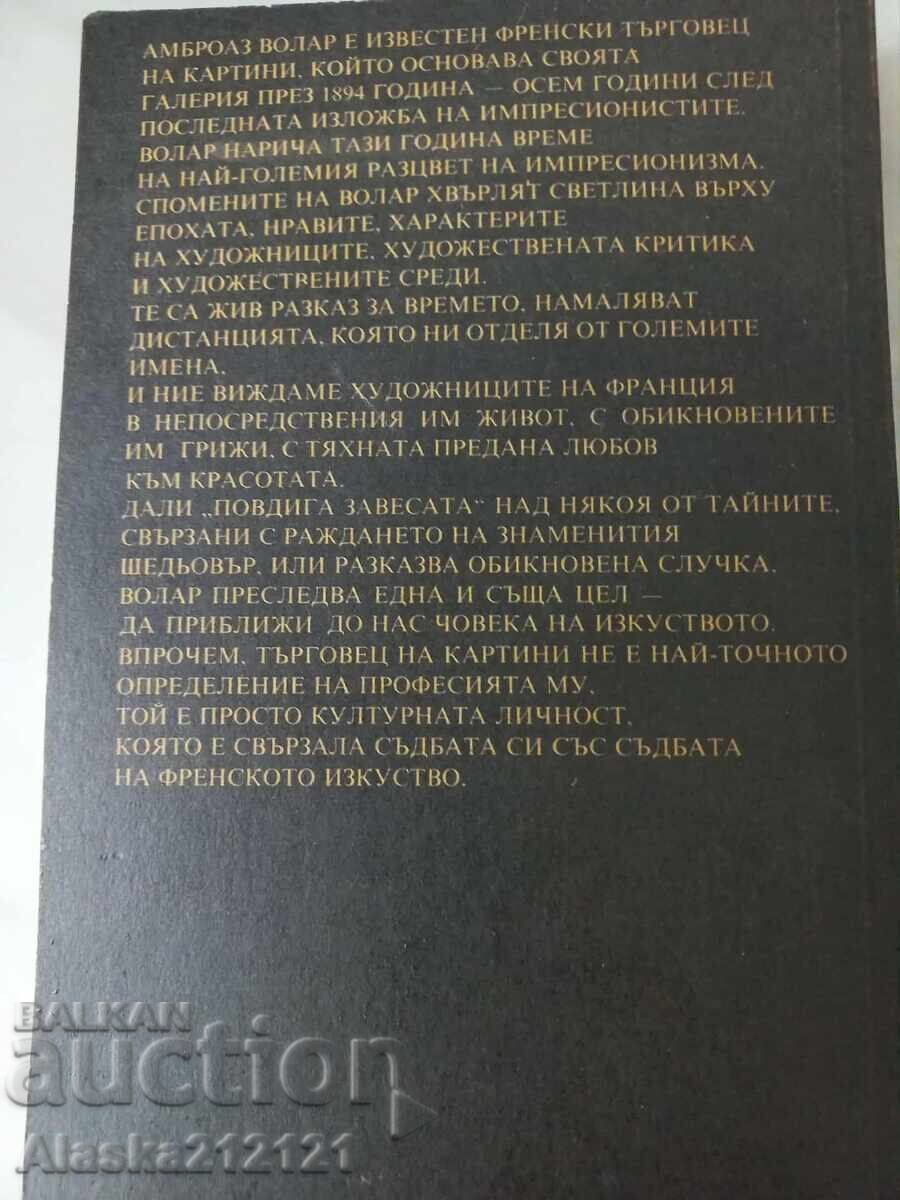 АМБРОАЗ ВОЛАР Е ИЗВЕСТЕН ФРЕНСКИ ТЪРГОВЕЦ
НА КАРТИНИ, КОЙТО ОСНОВАВА СВОЯТА
ГАЛЕРИЯ ПРЕЗ 1894 ГОДИНА — ОСЕМ ГОДИНИ СЛЕД
ПОСЛЕДНАТА ИЗЛОЖБА НА ИМПРЕСИОНИСТИТЕ.
ВОЛАР НАРИЧА ТАЗИ ГОДИНА ВРЕМЕ
НА НАЙ-ГОЛЕМИЯ РАЗЦВЕТ НА ИМПРЕСИОНИЗМА.
СПОМЕНИТЕ НА ВОЛАР ХВЪРЛЯТ СВЕТЛИНА ВЪРХУ
ЕПОХАТА, НРАВИТЕ, ХАРАКТЕРИТЕ
НА ХУДОЖНИЦИТЕ, ХУДОЖЕСТВЕНАТА КРИТИКА
И ХУДОЖЕСТВЕНИТЕ СРЕДИ.
ТЕ СА ЖИВ РАЗКАЗ ЗА ВРЕМЕТО, НАМАЛЯВАТ
ДИСТАНЦИЯТА, КОЯТО НИ ОТДЕЛЯ ОТ ГОЛЕМИТЕ
ИМЕНА,
И НИЕ ВИЖДАМЕ ХУДОЖНИЦИТЕ НА ФРАНЦИЯ
В НЕПОСРЕДСТВЕНИЯ ИМ ЖИВОТ, С ОБИКНОВЕНИТЕ
ИМ ГРИЖИ, С ТЯХНАТА ПРЕДАНА ЛЮБОВ
КЪМ КРАСОТАТА.
ДАЛИ „ПОВДИГА ЗАВЕСАТА“ НАД НЯКОЯ ОТ ТАЙНИТЕ,
СВЪРЗАНИ С РАЖДАНЕТО НА ЗНАМЕНИТИЯ
ШЕДЬОВЪР, ИЛИ РАЗКАЗВА ОБИКНОВЕНА СЛУЧКА,
ВОЛАР ПРЕСЛЕДВА ЕДНА И СЪЩА ЦЕЛ —
ДА ПРИБЛИЖИ ДО НАС ЧОВЕКА НА ИЗКУСТВОТО.
ВПРОЧЕМ, ТЪРГОВЕЦ НА КАРТИНИ НЕ Е НАЙ-ТОЧНОТО
ОПРЕДЕЛЕНИЕ НА ПРОФЕСИЯТА МУ,
ТОЙ Е ПРОСТО КУЛТУРНАТА ЛИЧНОСТ,
КОЯТО Е СВЪРЗАЛА СЪДБАТА СИ СЪС СЪДБАТА
НА ФРЕНСКОТО ИЗКУСТВО.
BALKAN
auction
Alaska212121